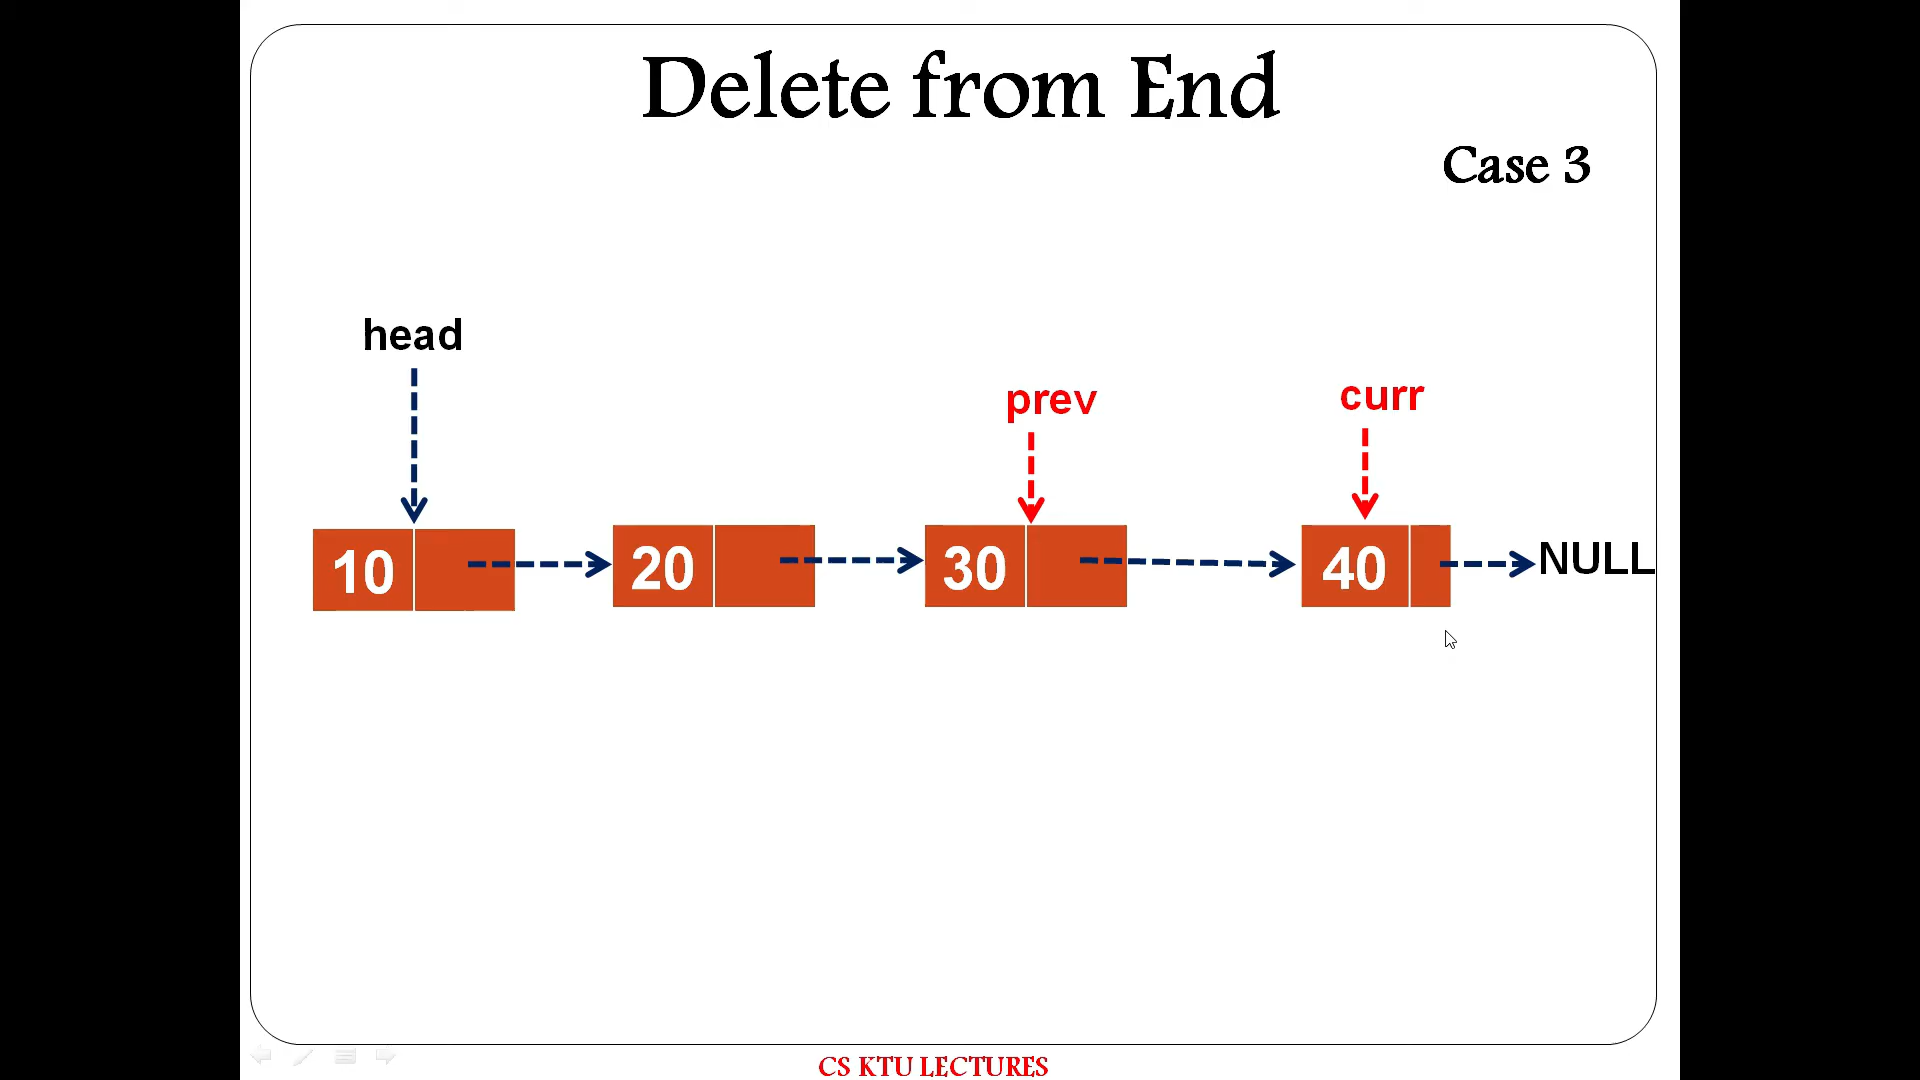 Delete from End
Case 3
head
prev
curr
10
20
30
40
NULL
CS KTU LECTURES